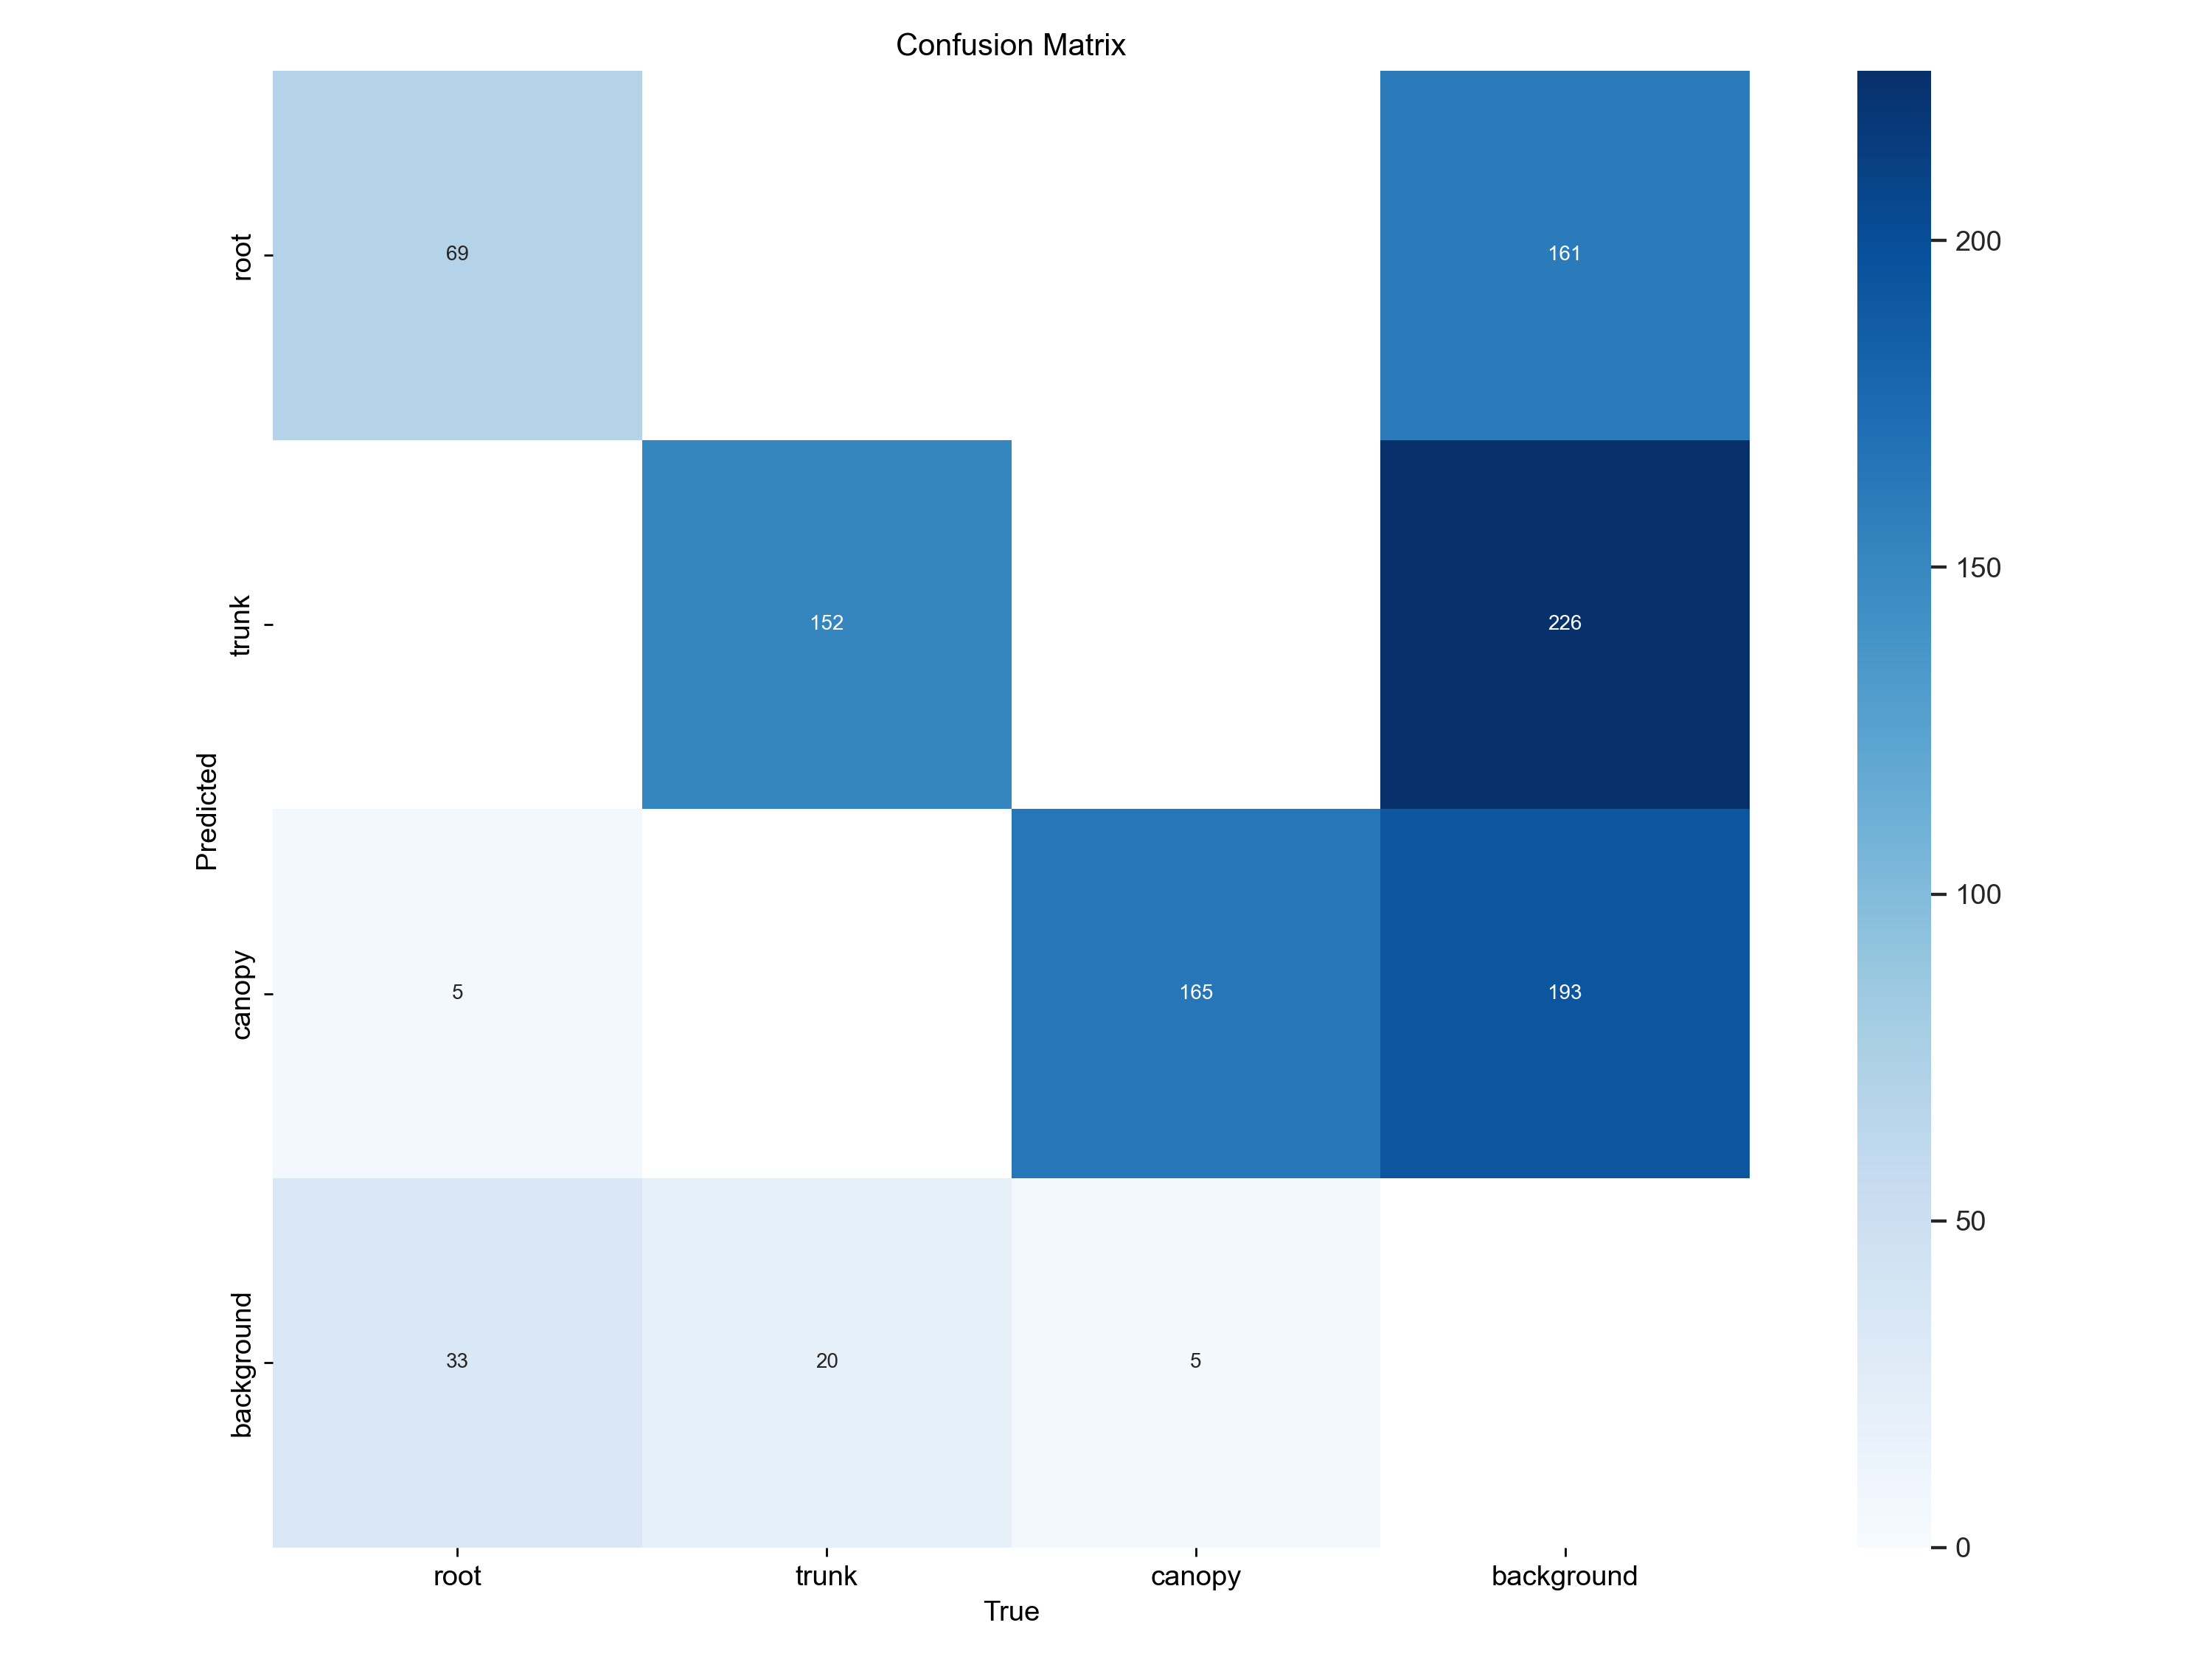 Confusion Matrix
root
69
161
200
trunk
152
226
150
Predicted
canopy
5
165
193
100
background
33
20
5
50
0
root
trunk
canopy
background
True